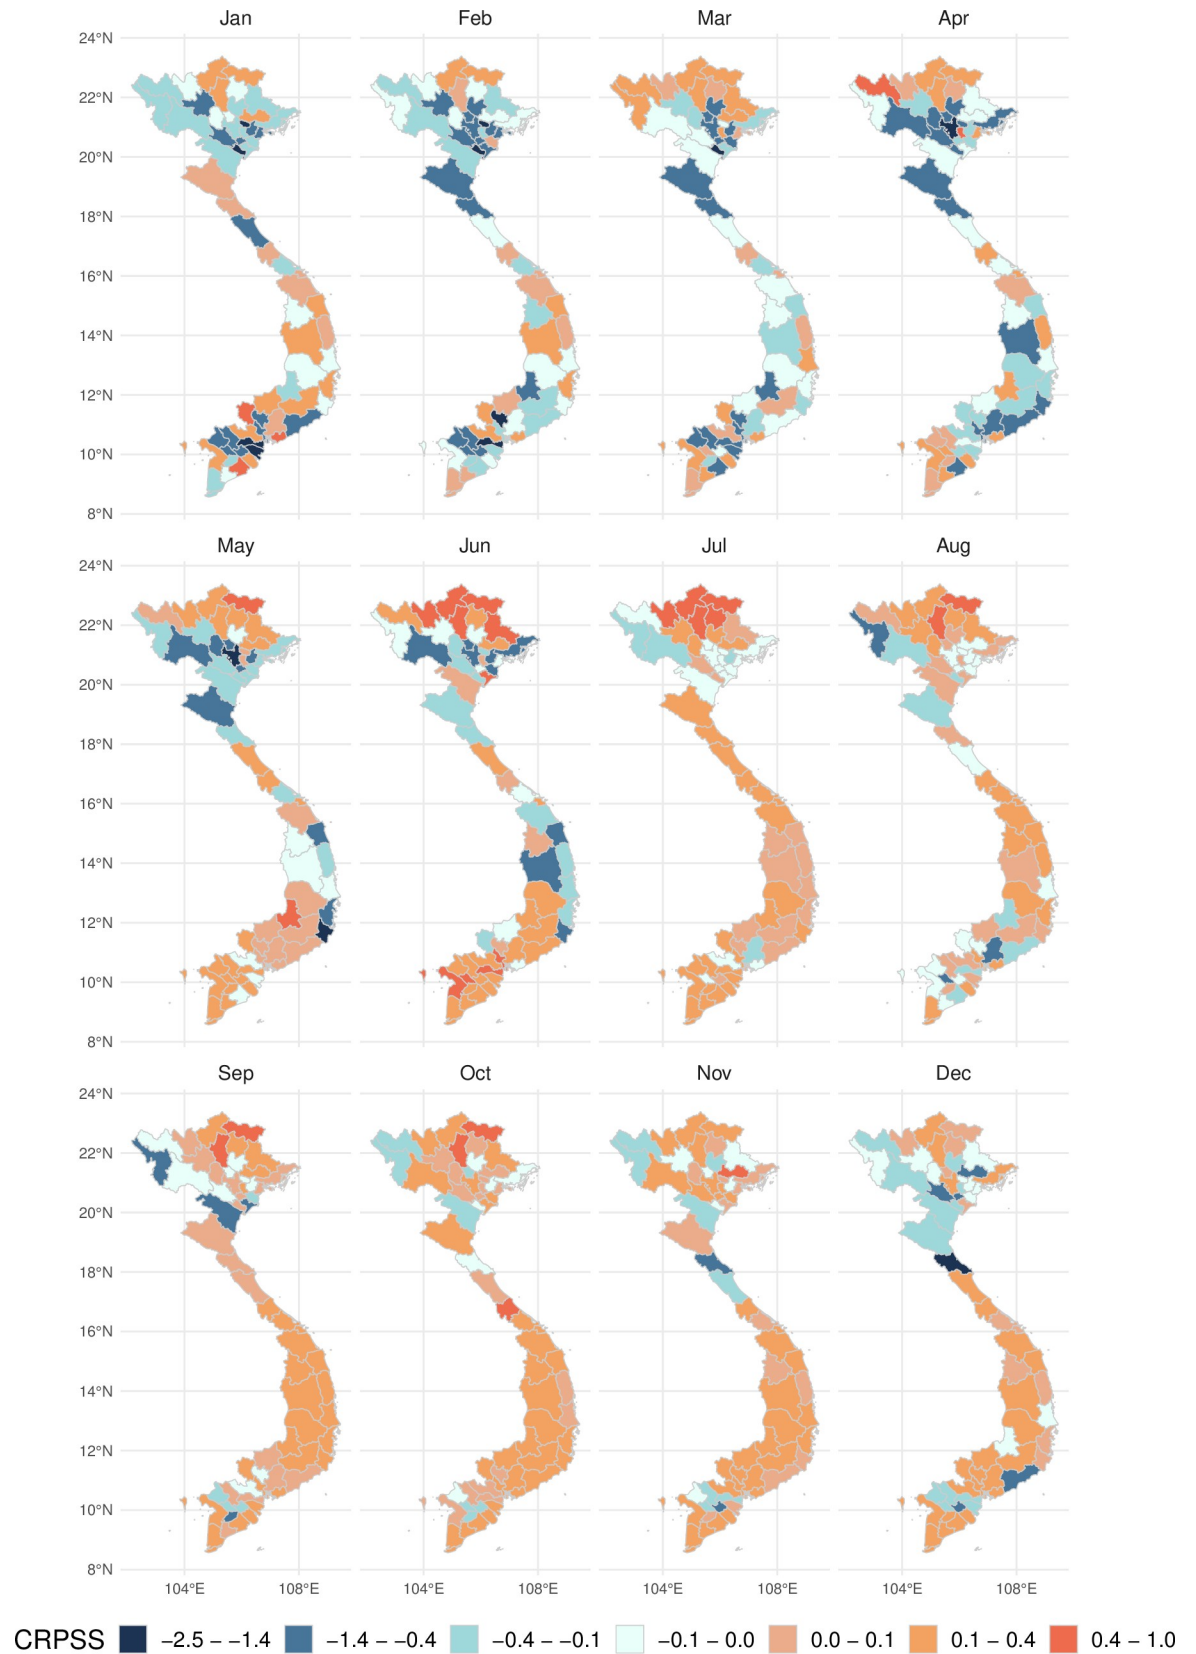 Jan Feb Mar Apr
24°N
22°N
20°N
18°N
16°N
14°N
12°N
10°N
8°N
May Jun Jul Aug
24°N
22°N
20°N
18°N
16°N
14°N
12°N
10°N
8°N
Sep Oct Nov Dec
24°N
22°N
20°N
18°N
16°N
14°N
12°N
10°N
8°N
104°E 108°E 104°E 108°E 104°E 108°E 104°E 108°E
CRPSS −2.5 – −1.4 −1.4 – −0.4 −0.4 – −0.1 −0.1 – 0.0 0.0 – 0.1 0.1 – 0.4 0.4 – 1.0